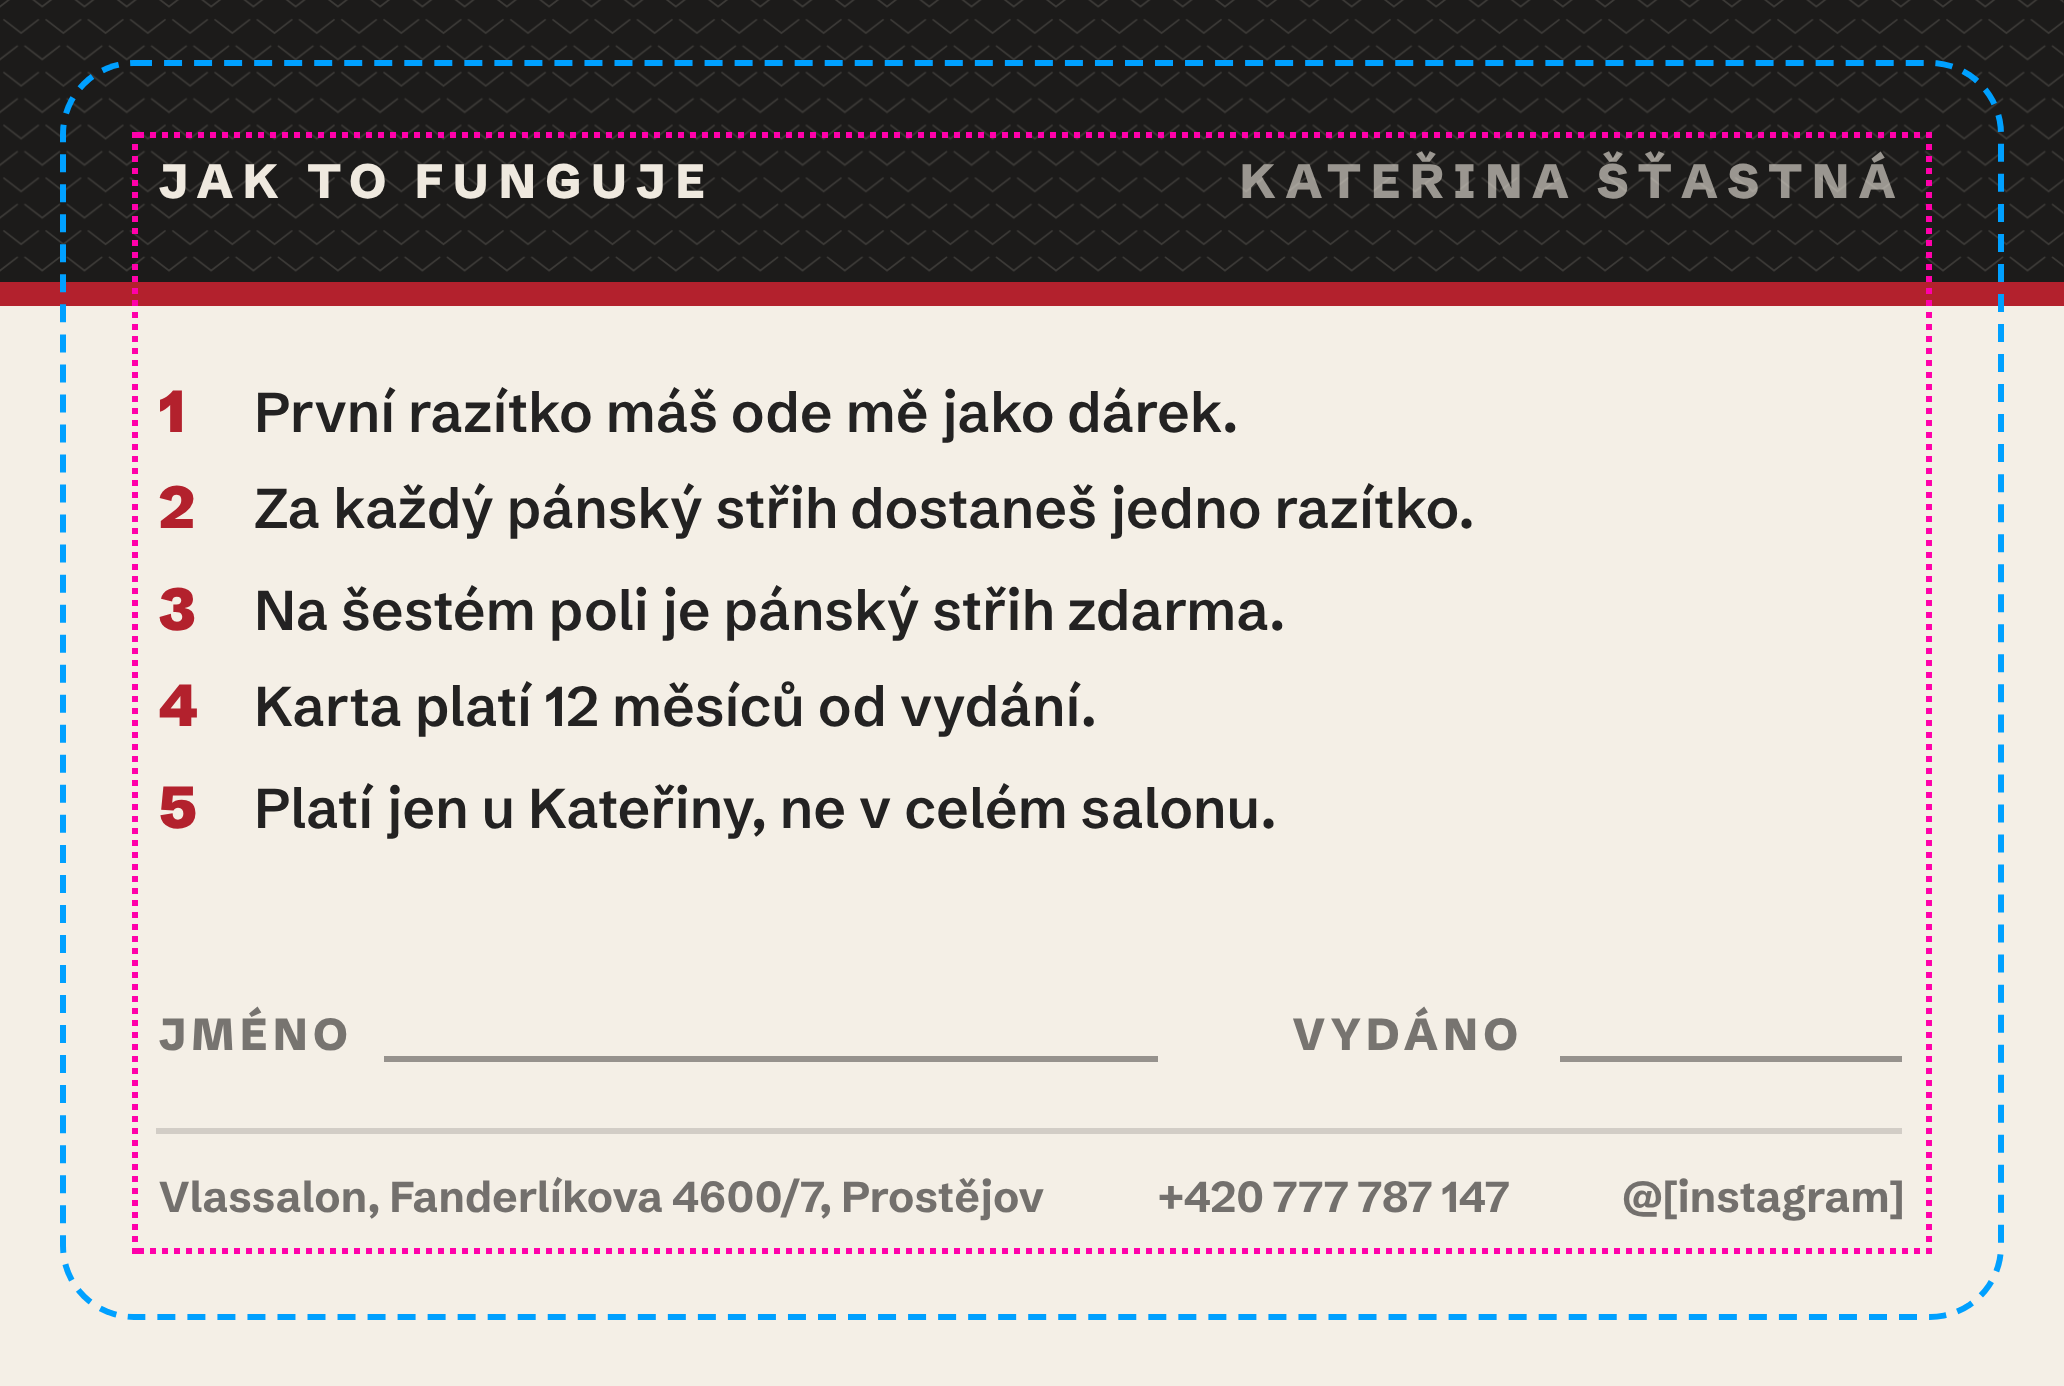 JAK TO FUNGUJE KATEŘINA ŠŤASTNÁ
1 První razítko máš ode mě jako dárek.
2 Za každý pánský střih dostaneš jedno razítko.
3 Na šestém poli je pánský střih zdarma.
4 Karta platí 12 měsíců od vydání.
5 Platí jen u Kateřiny, ne v celém salonu.
JMÉNO VYDÁNO
Vlassalon, Fanderlíkova 4600/7, Prostějov +420 777 787 147 @[instagram]